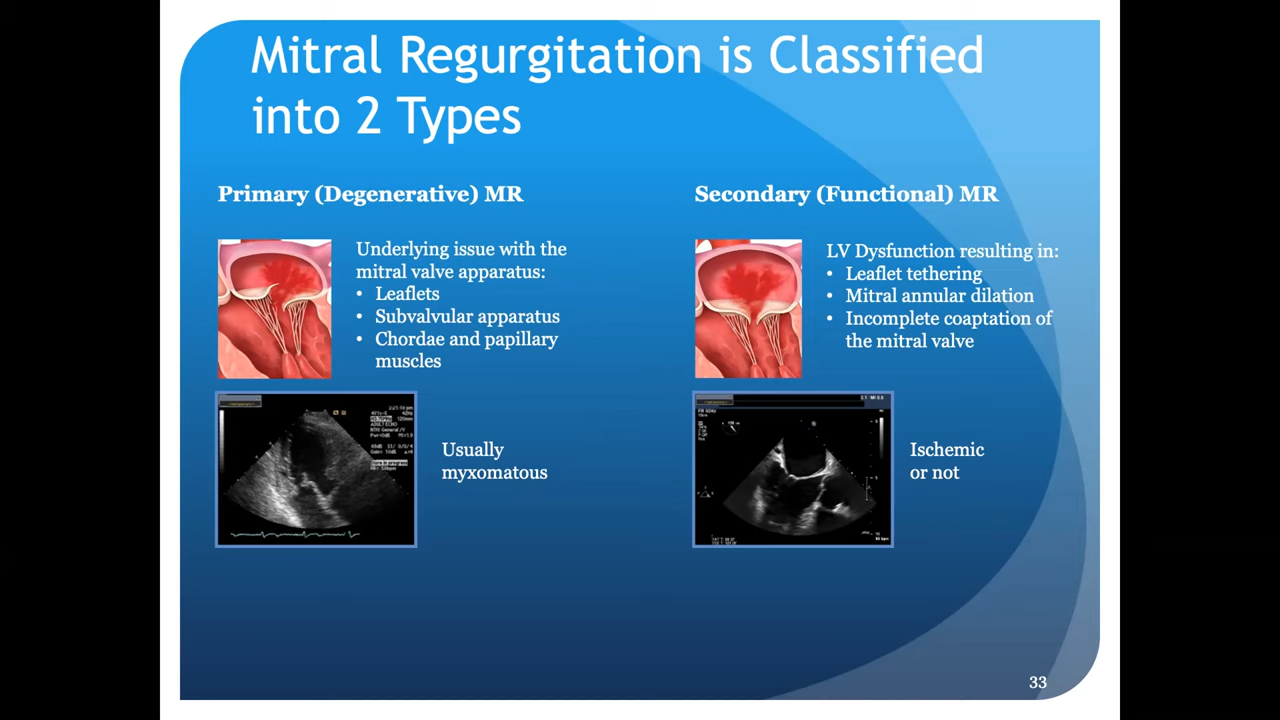 Mitral Regurgitation is Classified
into 2 Types
Primary (Degenerative) MR
Underlying issue with the
mitral valve apparatus:
• Leaflets
• Subvalvular apparatus
• Chordae and papillary
muscles
Usually
myxomatous
Secondary (Functional) MR
LV Dysfunction resulting in:
• Leaflet tethering
• Mitral annular dilation
• Incomplete coaptation of
the mitral valve
Ischemic
or not
33